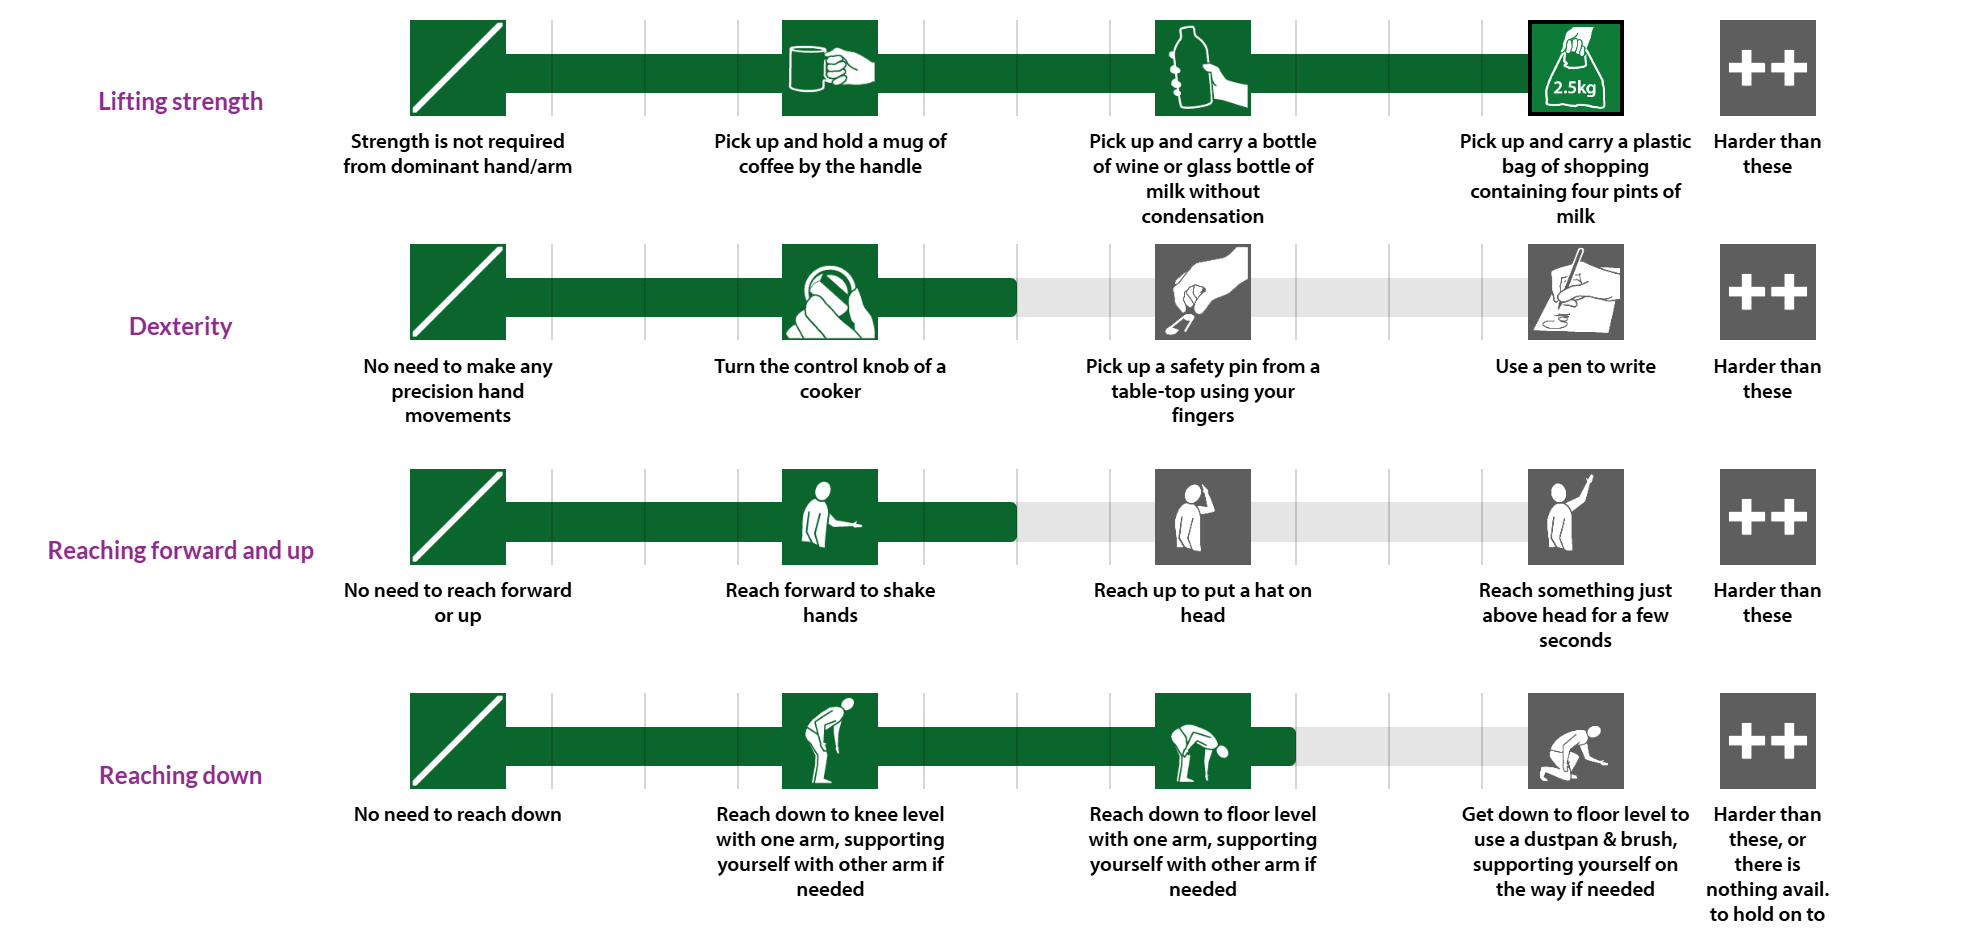 Lifting strength
2.5kg
Strength is not required
from dominant hand/arm
Pick up and hold a mug of
coffee by the handle
Pick up and carry a bottle
of wine or glass bottle of
milk without
condensation
Pick up and carry a plastic
bag of shopping
containing four pints of
milk
++
Harder than
these
Dexterity
No need to make any
precision hand
movements
Turn the control knob of a
cooker
Pick up a safety pin from a
table-top using your
fingers
Use a pen to write
++
Harder than
these
Reaching forward and up
No need to reach forward
or up
Reach forward to shake
hands
Reach up to put a hat on
head
Reach something just
above head for a few
seconds
++
Harder than
these
Reaching down
No need to reach down
Reach down to knee level
with one arm, supporting
yourself with other arm if
needed
Reach down to floor level
with one arm, supporting
yourself with other arm if
needed
Get down to floor level to
use a dustpan & brush,
supporting yourself on
the way if needed
++
Harder than
these, or
there is
nothing avail.
to hold on to